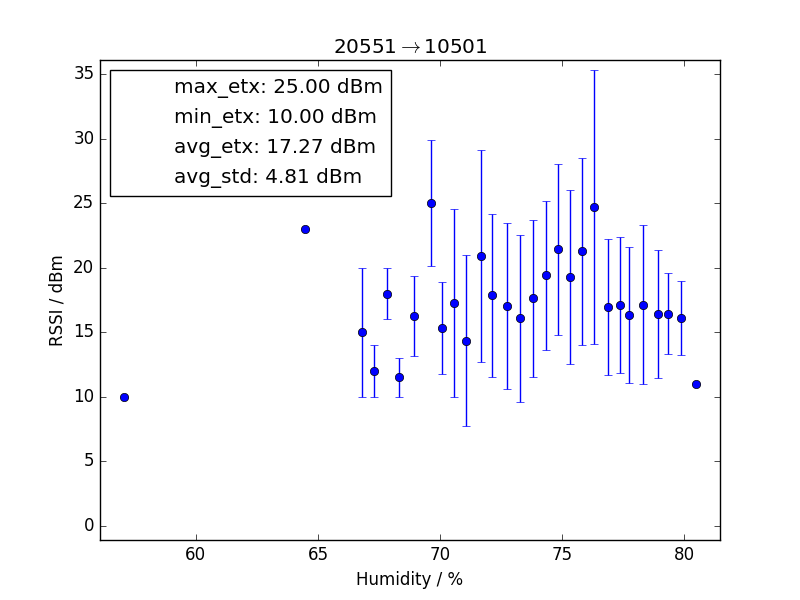 20551→10501
max_etx: 25.00 dBm
min_etx: 10.00 dBm
avg_etx: 17.27 dBm
avg_std: 4.81 dBm
35
30
25
20
15
10
5
0
RSSI / dBm
60 65 70 75 80
Humidity / %